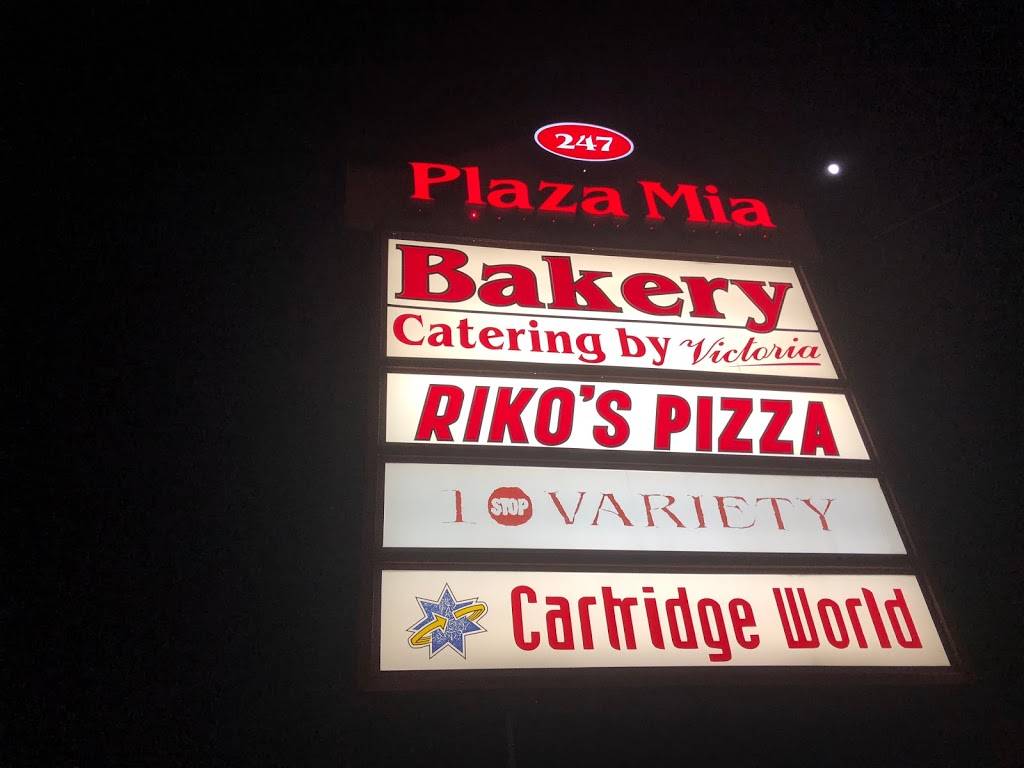 247
Plaza Mia
Bakery
Catering by Victoria
RIKO'S PIZZA
1 STOP VARIETY
Cartridge World